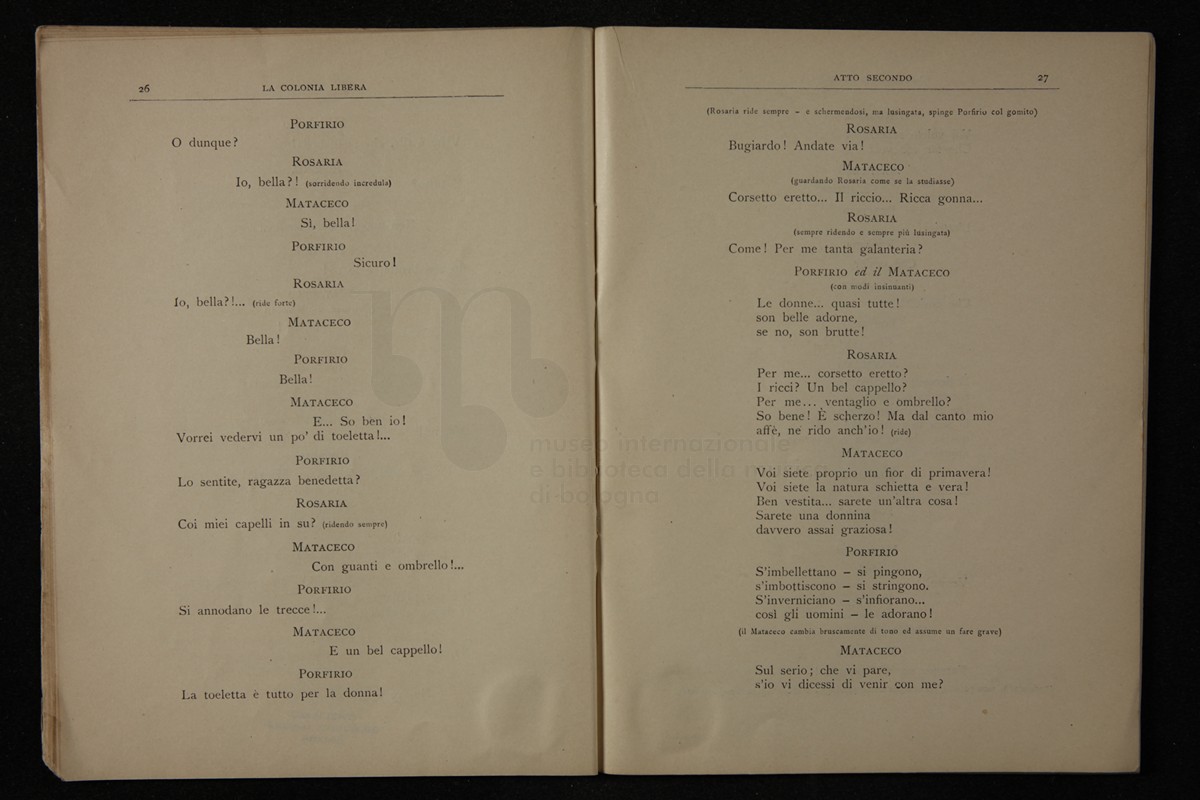 26 LA COLONIA LIBERA
PORFIRIO
O dunque?
ROSARIA
Io, bella?! (sorridendo incredula)
MATACECO
Sì, bella!
PORFIRIO
Sicuro!
ROSARIA
Io, bella?!... (ride forte)
MATACECO
Bella!
PORFIRIO
Bella!
MATACECO
E... So ben io!
Vorrei vedervi un po' di toeletta!...
PORFIRIO
Lo sentite, ragazza benedetta?
ROSARIA
Coi miei capelli in su? (ridendo sempre)
MATACECO
Con guanti e ombrello!...
PORFIRIO
Si annodano le trecce!...
MATACECO
E un bel cappello!
PORFIRIO
La toeletta è tutto per la donna!
ATTO SECONDO 27
(Rosaria ride sempre – e schermendosi, ma lusingata, spinge Porfirio col gomito)
ROSARIA
Bugiardo! Andate via!
MATACECO
(guardando Rosaria come se la studiasse)
Corsetto eretto... Il riccio... Ricca gonna...
ROSARIA
(sempre ridendo e sempre più lusingata)
Come! Per me tanta galanteria?
PORFIRIO ed il MATACECO
(con modi insinuanti)
Le donne... quasi tutte!
son belle adorne,
se no, son brutte!
ROSARIA
Per me... corsetto eretto?
I ricci? Un bel cappello?
Per me... ventaglio e ombrello?
So bene! È scherzo! Ma dal canto mio
affè, ne rido anch'io! (ride)
MATACECO
Voi siete proprio un fior di primavera!
Voi siete la natura schietta e vera!
Ben vestita... sarete un'altra cosa!
Sarete una donnina
davvero assai graziosa!
PORFIRIO
S'imbellettano – si pingono,
s'imbottiscono – si stringono.
S'inverniciano – s'infiorano...
così gli uomini – le adorano!
(il Mataceco cambia bruscamente di tono ed assume un fare grave)
MATACECO
Sul serio; che vi pare,
s'io vi dicessi di venir con me?
museo internazionale
e biblioteca della musica
di bologna